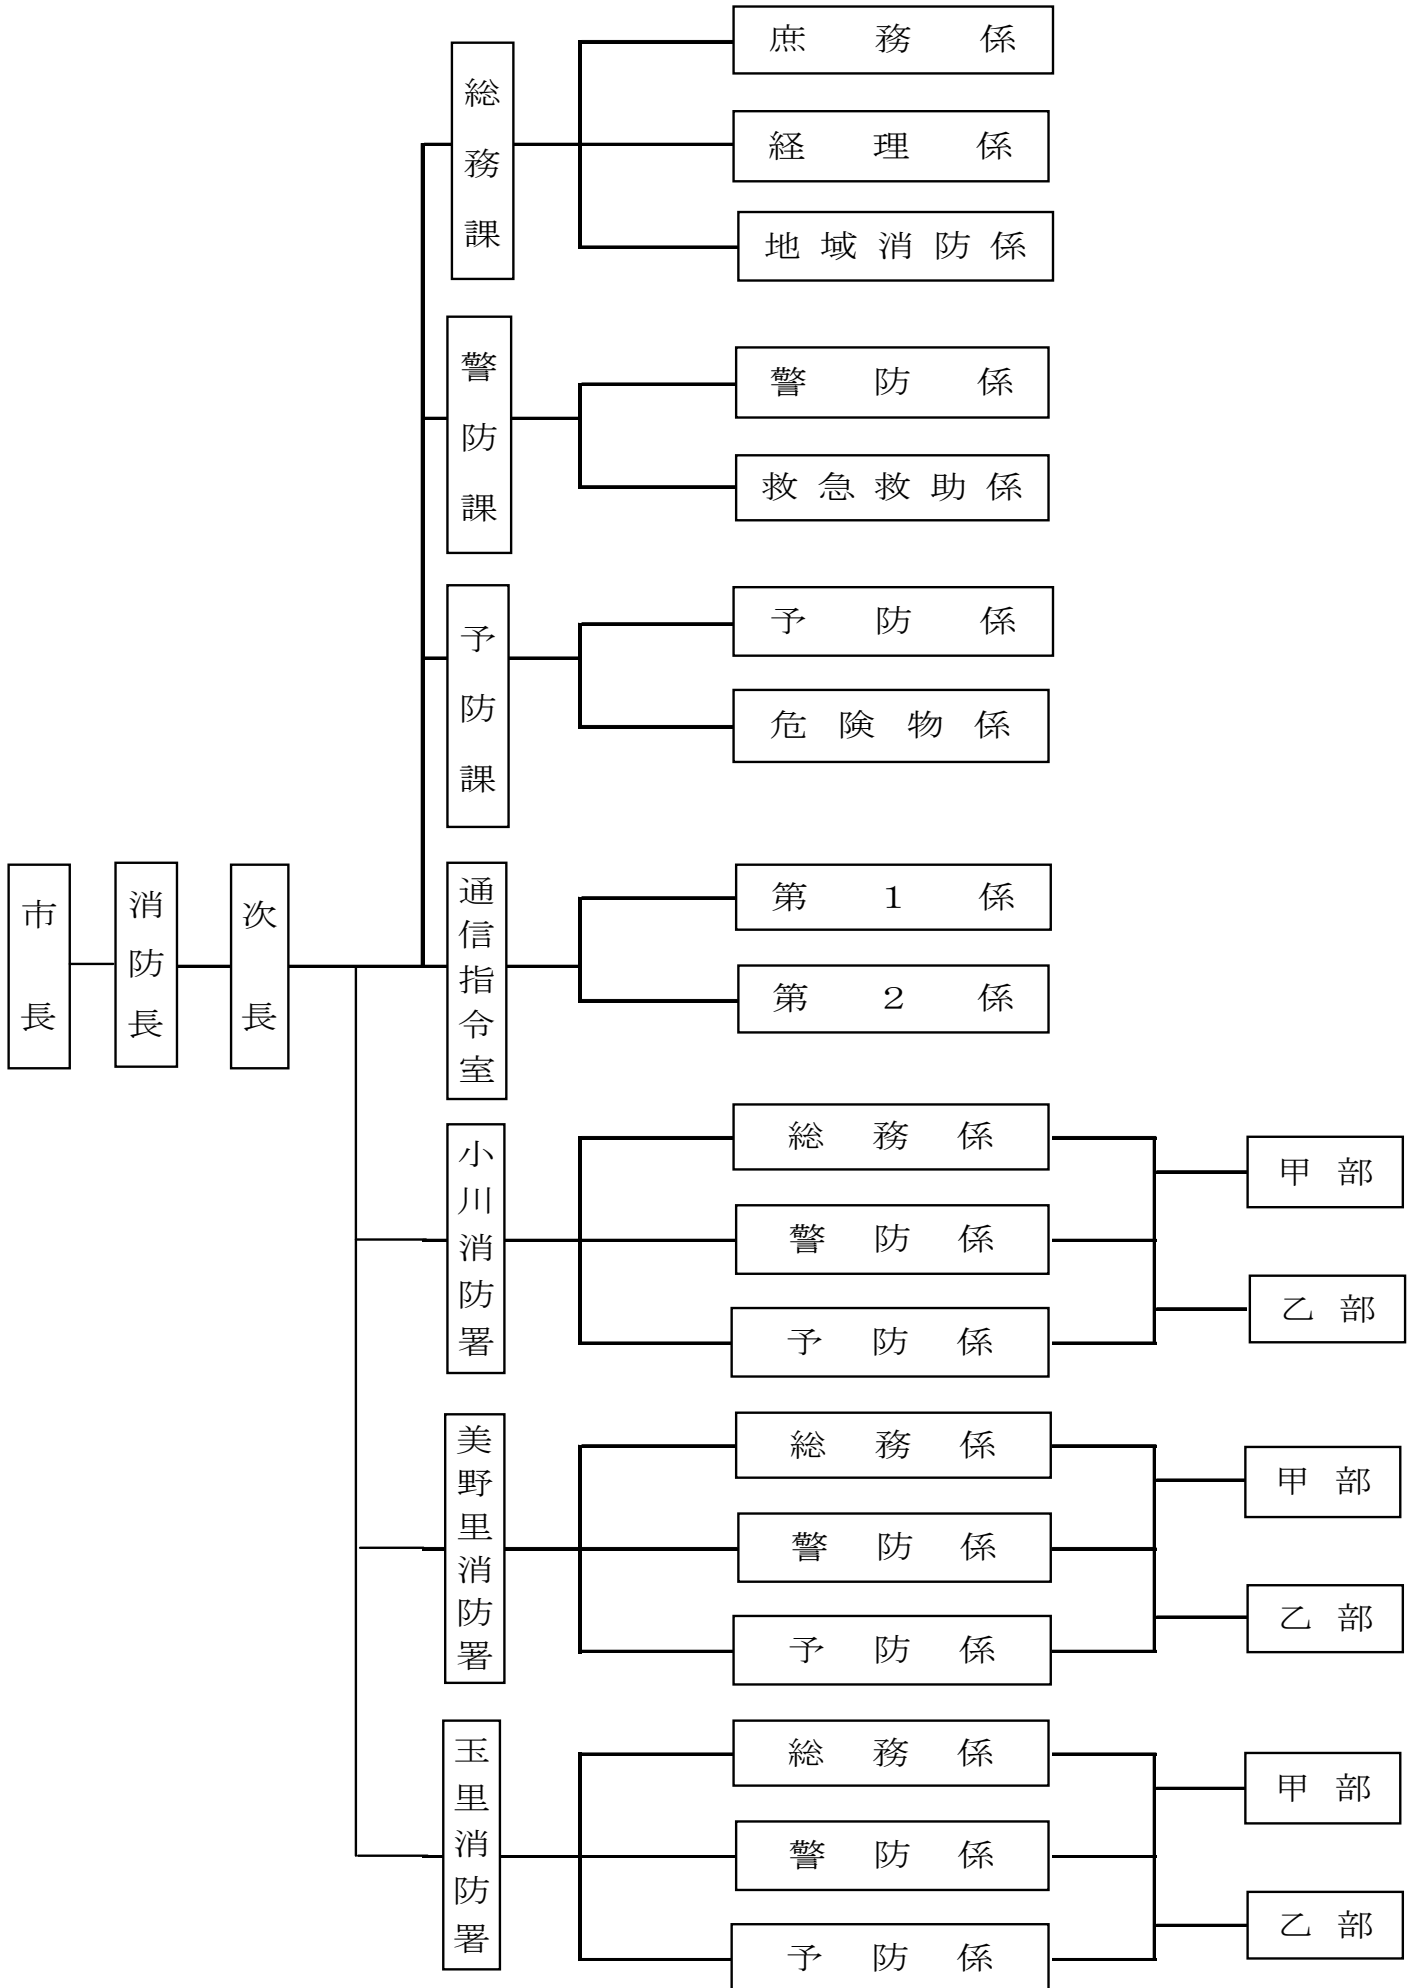 市長
消防長
次長
総務課
庶務係
経理係
地域消防係
警防課
警防係
救急救助係
予防課
予防係
危険物係
通信指令室
第1係
第2係
小川消防署
総務係
警防係
予防係
甲部
乙部
美野里消防署
総務係
警防係
予防係
甲部
乙部
玉里消防署
総務係
警防係
予防係
甲部
乙部